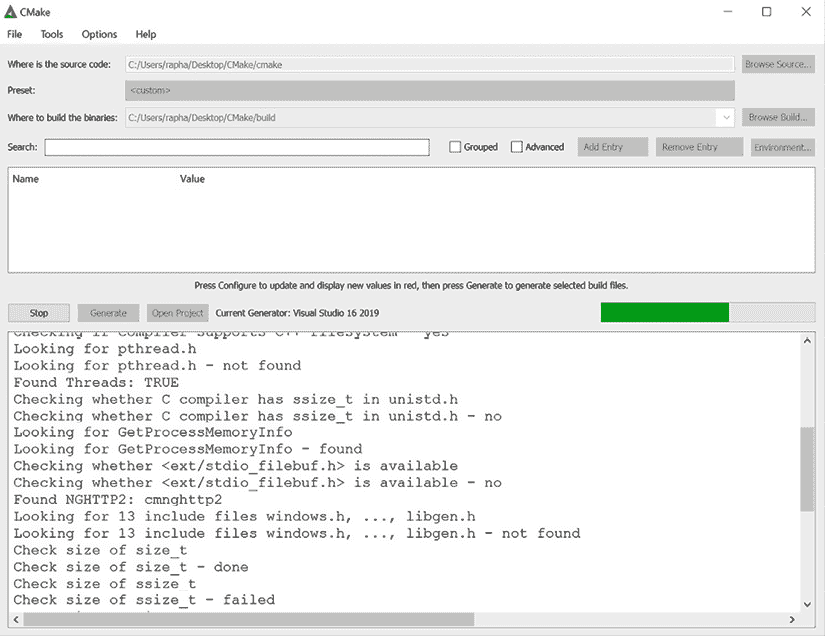 CMake
File Tools Options Help
Where is the source code: C:/Users/rapha/Desktop/CMake/cmake Browse Source...
Preset: <custom>
Where to build the binaries: C:/Users/rapha/Desktop/CMake/build Browse Build...
Search: Grouped Advanced Add Entry Remove Entry Environment...
Name Value
Press Configure to update and display new values in red, then press Generate to generate selected build files.
Stop Generate Open Project Current Generator: Visual Studio 16 2019
Checking if compiler supports C++ filesystem - yes
Looking for pthread.h
Looking for pthread.h - not found
Found Threads: TRUE
Checking whether C compiler has ssize_t in unistd.h
Checking whether C compiler has ssize_t in unistd.h - no
Looking for GetProcessMemoryInfo
Looking for GetProcessMemoryInfo - found
Checking whether <ext/stdio_filebuf.h> is available
Checking whether <ext/stdio_filebuf.h> is available - no
Found NGHTTP2: cmnghttp2
Looking for 13 include files windows.h, ..., libgen.h
Looking for 13 include files windows.h, ..., libgen.h - not found
Check size of size_t
Check size of size_t - done
Check size of ssize_t
Check size of ssize_t - failed